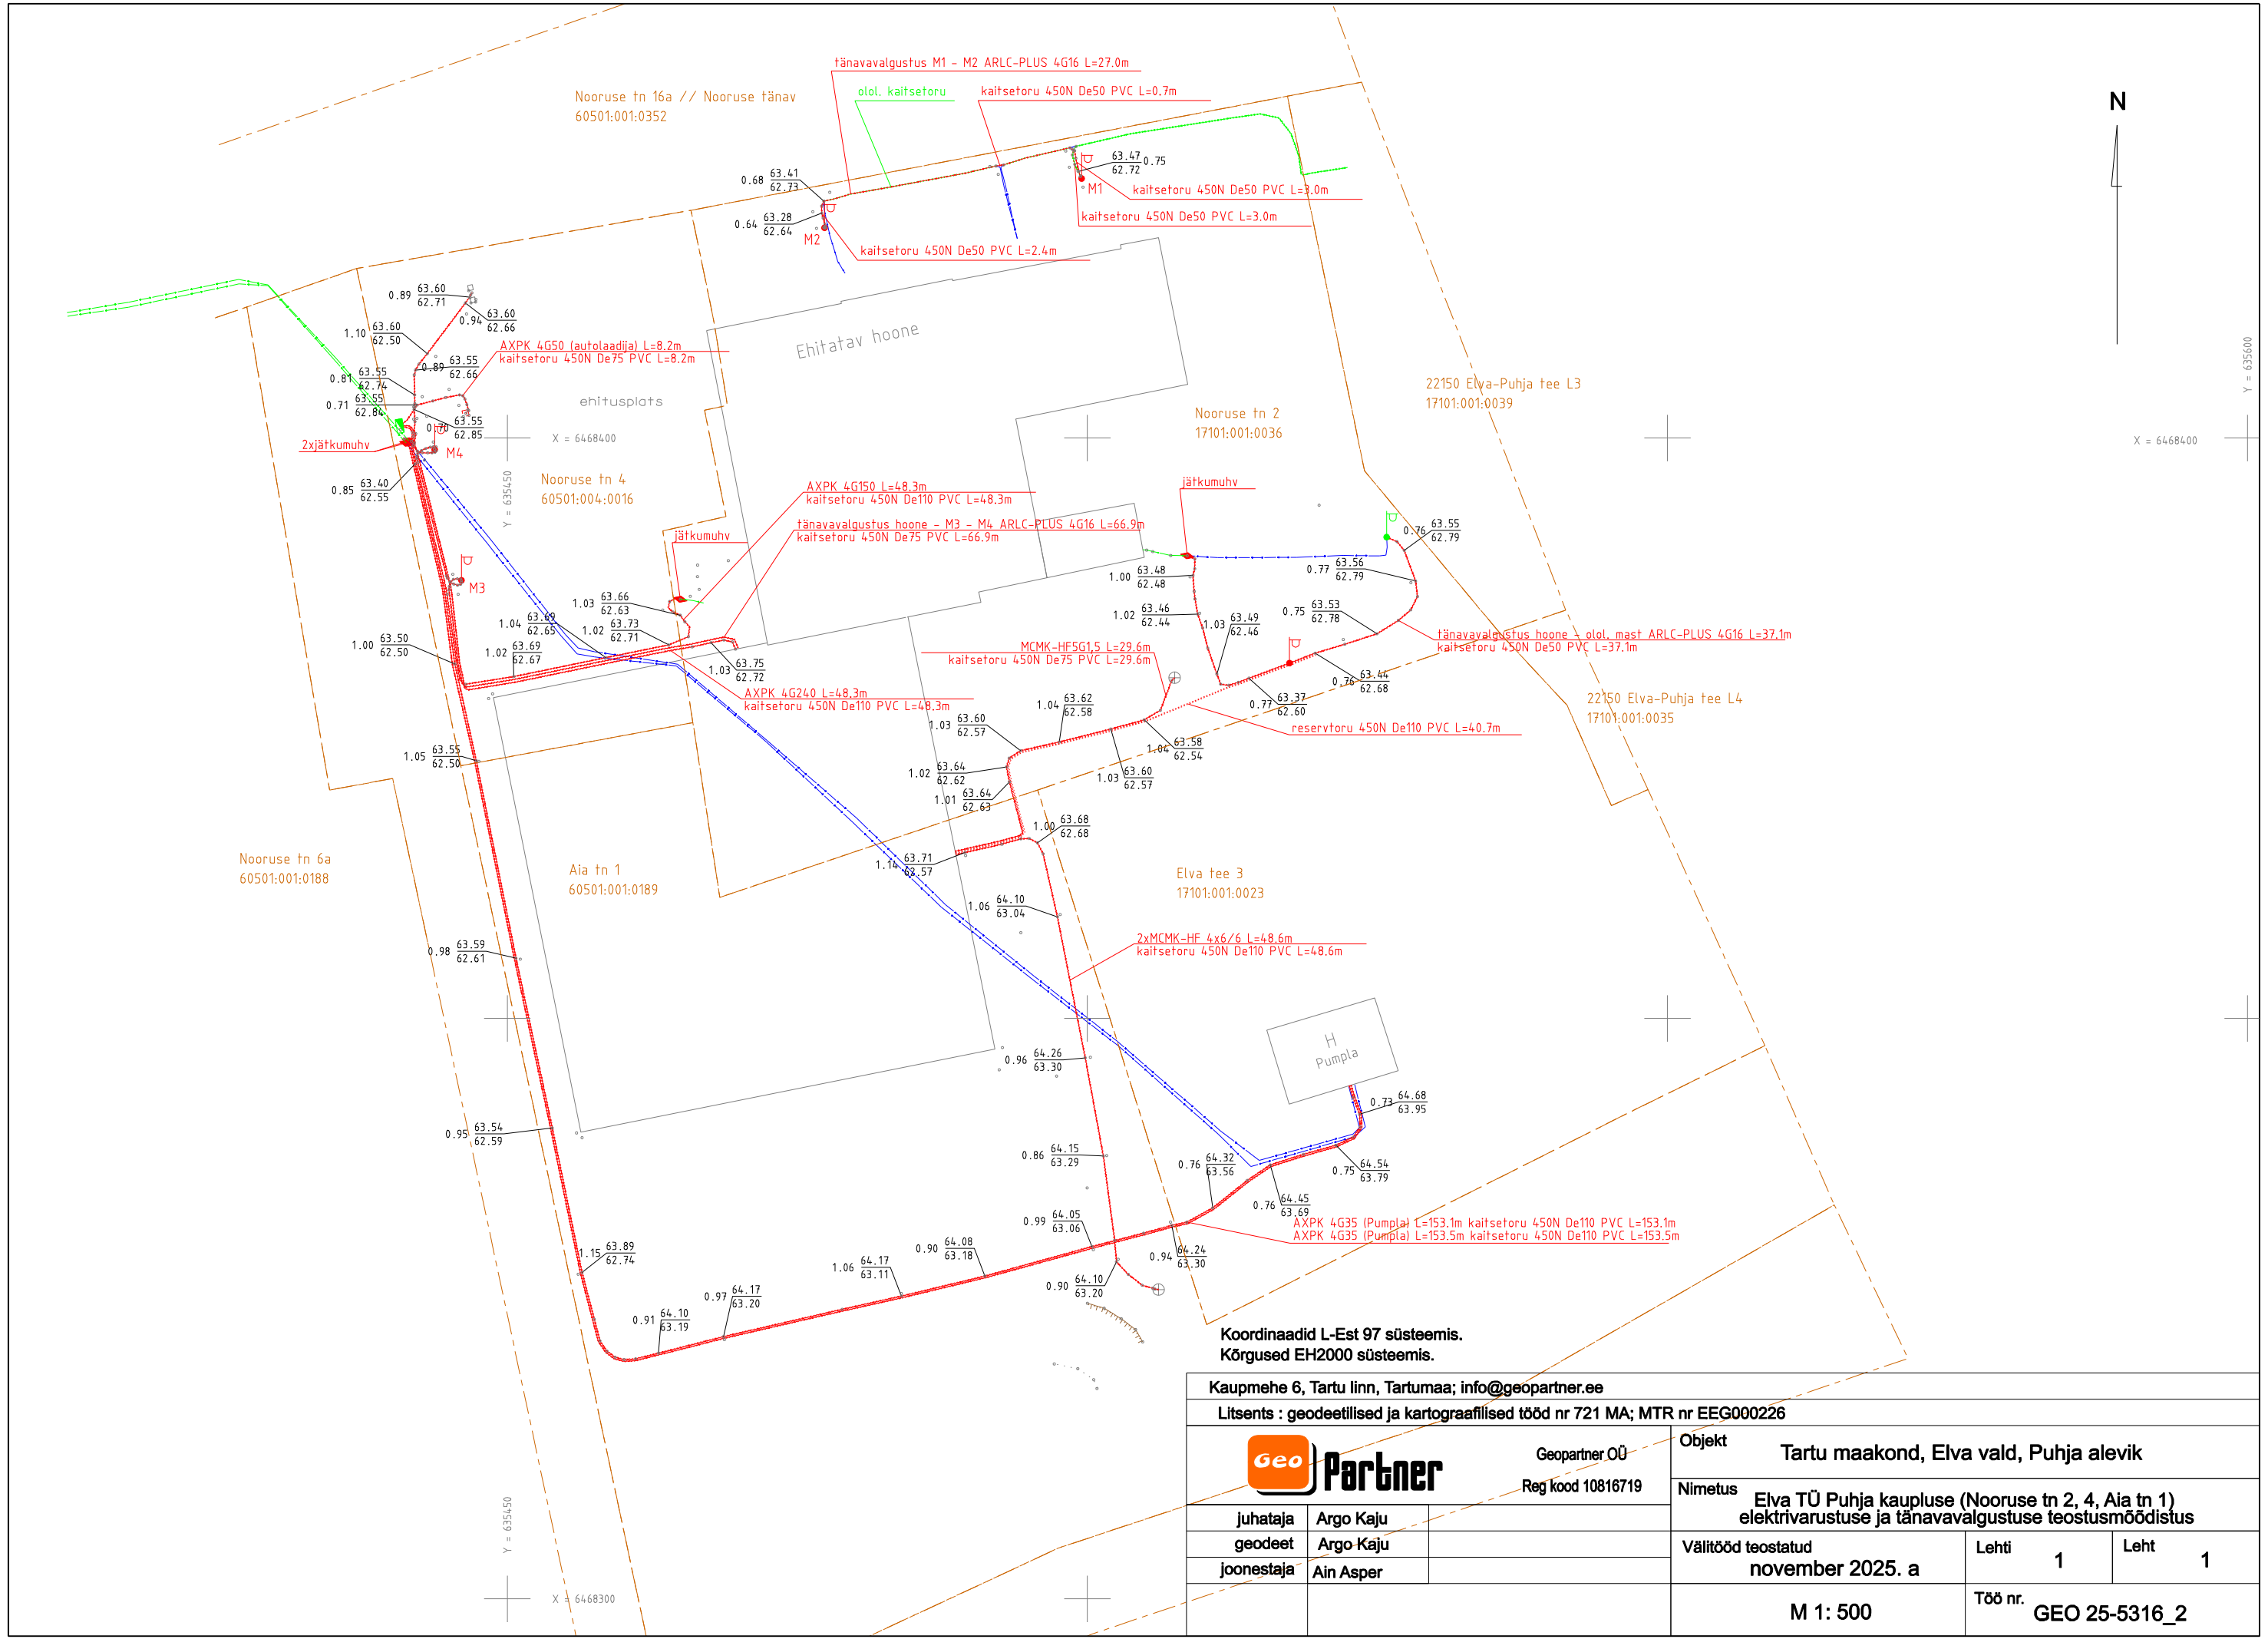 tänavavalgustus M1 - M2 ARLC-PLUS 4G16 L=27.0m
Nooruse tn 16a // Nooruse tänav
60501:001:0352
olol. kaitsetoru
kaitsetoru 450N De50 PVC L=0.7m
N
0.68 63.41
62.73
63.47 0.75
62.72
M1
kaitsetoru 450N De50 PVC L=3.0m
kaitsetoru 450N De50 PVC L=3.0m
0.64 63.28
62.64
M2
kaitsetoru 450N De50 PVC L=2.4m
0.89 63.60
62.71
0.94 63.60
62.66
1.10 63.60
62.50
AXPK 4G50 (autolaadija) L=8.2m
kaitsetoru 450N De75 PVC L=8.2m
0.89 63.55
62.66
0.81 63.55
62.74
0.71 63.55
62.84
0.70 63.55
62.85
Ehitatav hoone
ehitusplats
Y = 635600
22150 Elva-Puhja tee L3
17101:001:0039
Nooruse tn 2
17101:001:0036
2xjätkumuhv
M4
X = 6468400
X = 6468400
Nooruse tn 4
60501:004:0016
Y = 635450
0.85 63.40
62.55
AXPK 4G150 L=48.3m
kaitsetoru 450N De110 PVC L=48.3m
jätkumuhv
tänavavalgustus hoone - M3 - M4 ARLC-PLUS 4G16 L=66.9m
kaitsetoru 450N De75 PVC L=66.9m
jätkumuhv
0.76 63.55
62.79
M3
1.00 63.48
62.48
0.77 63.56
62.79
1.03 63.66
62.63
1.02 63.46
62.44
1.03 63.49
62.46
0.75 63.53
62.78
1.04 63.69
62.65
1.02 63.73
62.71
1.00 63.50
62.50
1.02 63.69
62.67
1.03 63.75
62.72
MCMK-HF5G1,5 L=29.6m
kaitsetoru 450N De75 PVC L=29.6m
tänavavalgustus hoone - olol. mast ARLC-PLUS 4G16 L=37.1m
kaitsetoru 450N De50 PVC L=37.1m
0.76 63.44
62.68
AXPK 4G240 L=48.3m
kaitsetoru 450N De110 PVC L=48.3m
0.77 63.37
62.60
22150 Elva-Puhja tee L4
17101:001:0035
1.04 63.62
62.58
1.03 63.60
62.57
reservtoru 450N De110 PVC L=40.7m
1.04 63.58
62.54
1.05 63.55
62.50
1.02 63.64
62.62
1.03 63.60
62.57
1.01 63.64
62.63
1.00 63.68
62.68
1.14 63.71
62.57
Nooruse tn 6a
60501:001:0188
Aia tn 1
60501:001:0189
Elva tee 3
17101:001:0023
1.06 64.10
63.04
0.98 63.59
62.61
2xMCMK-HF 4x6/6 L=48.6m
kaitsetoru 450N De110 PVC L=48.6m
H
Pumpla
0.96 64.26
63.30
0.73 64.68
63.95
0.95 63.54
62.59
0.86 64.15
63.29
0.76 64.32
63.56
0.75 64.54
63.79
0.76 64.45
63.69
0.99 64.05
63.06
AXPK 4G35 (Pumpla) L=153.1m kaitsetoru 450N De110 PVC L=153.1m
AXPK 4G35 (Pumpla) L=153.5m kaitsetoru 450N De110 PVC L=153.5m
1.15 63.89
62.74
0.90 64.08
63.18
0.94 64.24
63.30
1.06 64.17
63.11
0.90 64.10
63.20
0.97 64.17
63.20
0.91 64.10
63.19
Koordinaadid L-Est 97 süsteemis.
Kõrgused EH2000 süsteemis.
Kaupmehe 6, Tartu linn, Tartumaa; info@geopartner.ee
Litsents : geodeetilised ja kartograafilised tööd nr 721 MA; MTR nr EEG000226
Geo Partner
Geopartner OÜ
Reg kood 10816719
Objekt
Tartu maakond, Elva vald, Puhja alevik
Nimetus
Elva TÜ Puhja kaupluse (Nooruse tn 2, 4, Aia tn 1)
elektrivarustuse ja tänavavalgustuse teostusmõõdistus
juhataja Argo Kaju
geodeet Argo Kaju
joonestaja Ain Asper
Välitööd teostatud
november 2025. a
Lehti 1
Leht 1
M 1: 500
Töö nr. GEO 25-5316_2
Y = 635450
X = 6468300